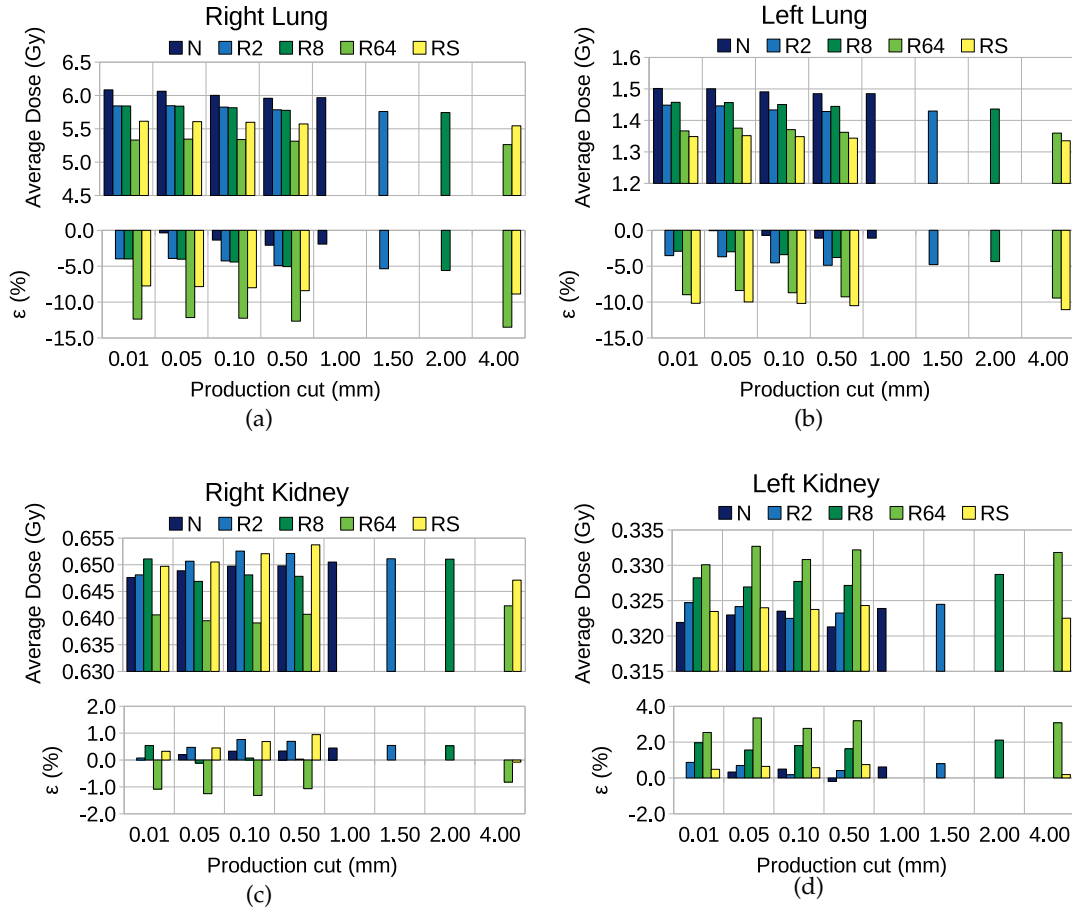 Right Lung
N R2 R8 R64 RS
Average Dose (Gy)
6.5
6.0
5.5
5.0
4.5
ε (%)
0.0
-5.0
-10.0
-15.0
0.01 0.05 0.10 0.50 1.00 1.50 2.00 4.00
Production cut (mm)
(a)
Left Lung
N R2 R8 R64 RS
Average Dose (Gy)
1.6
1.5
1.4
1.3
1.2
ε (%)
0.0
-5.0
-10.0
-15.0
0.01 0.05 0.10 0.50 1.00 1.50 2.00 4.00
Production cut (mm)
(b)
Right Kidney
N R2 R8 R64 RS
Average Dose (Gy)
0.655
0.650
0.645
0.640
0.635
0.630
ε (%)
2.0
1.0
0.0
-1.0
-2.0
0.01 0.05 0.10 0.50 1.00 1.50 2.00 4.00
Production cut (mm)
(c)
Left Kidney
N R2 R8 R64 RS
Average Dose (Gy)
0.335
0.330
0.325
0.320
0.315
ε (%)
4.0
2.0
0.0
-2.0
0.01 0.05 0.10 0.50 1.00 1.50 2.00 4.00
Production cut (mm)
(d)